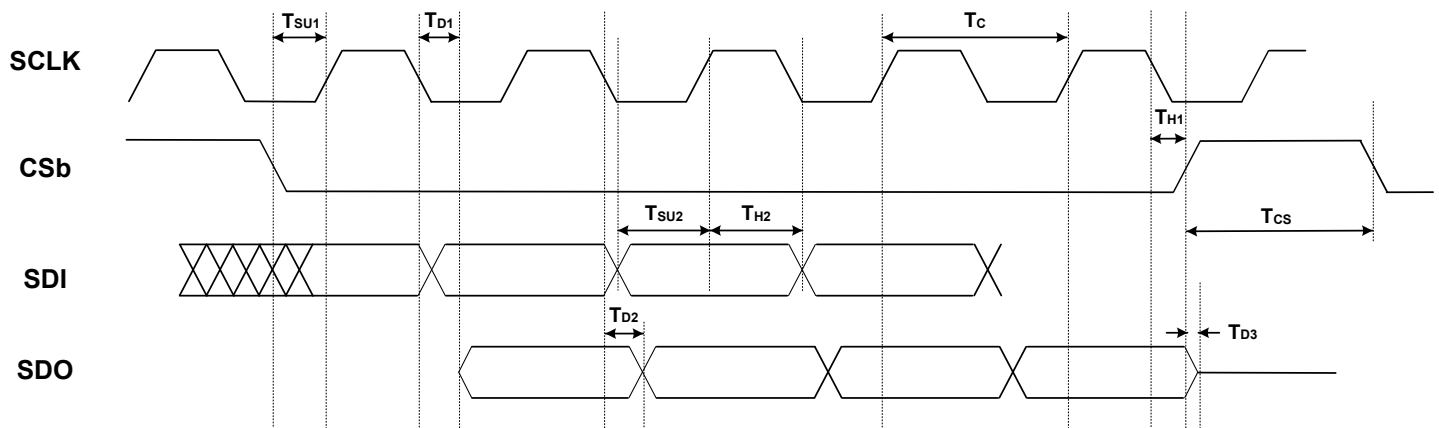 TSU1
TD1
TC
SCLK
TH1
CSb
TSU2
TH2
TCS
SDI
TD2
TD3
SDO